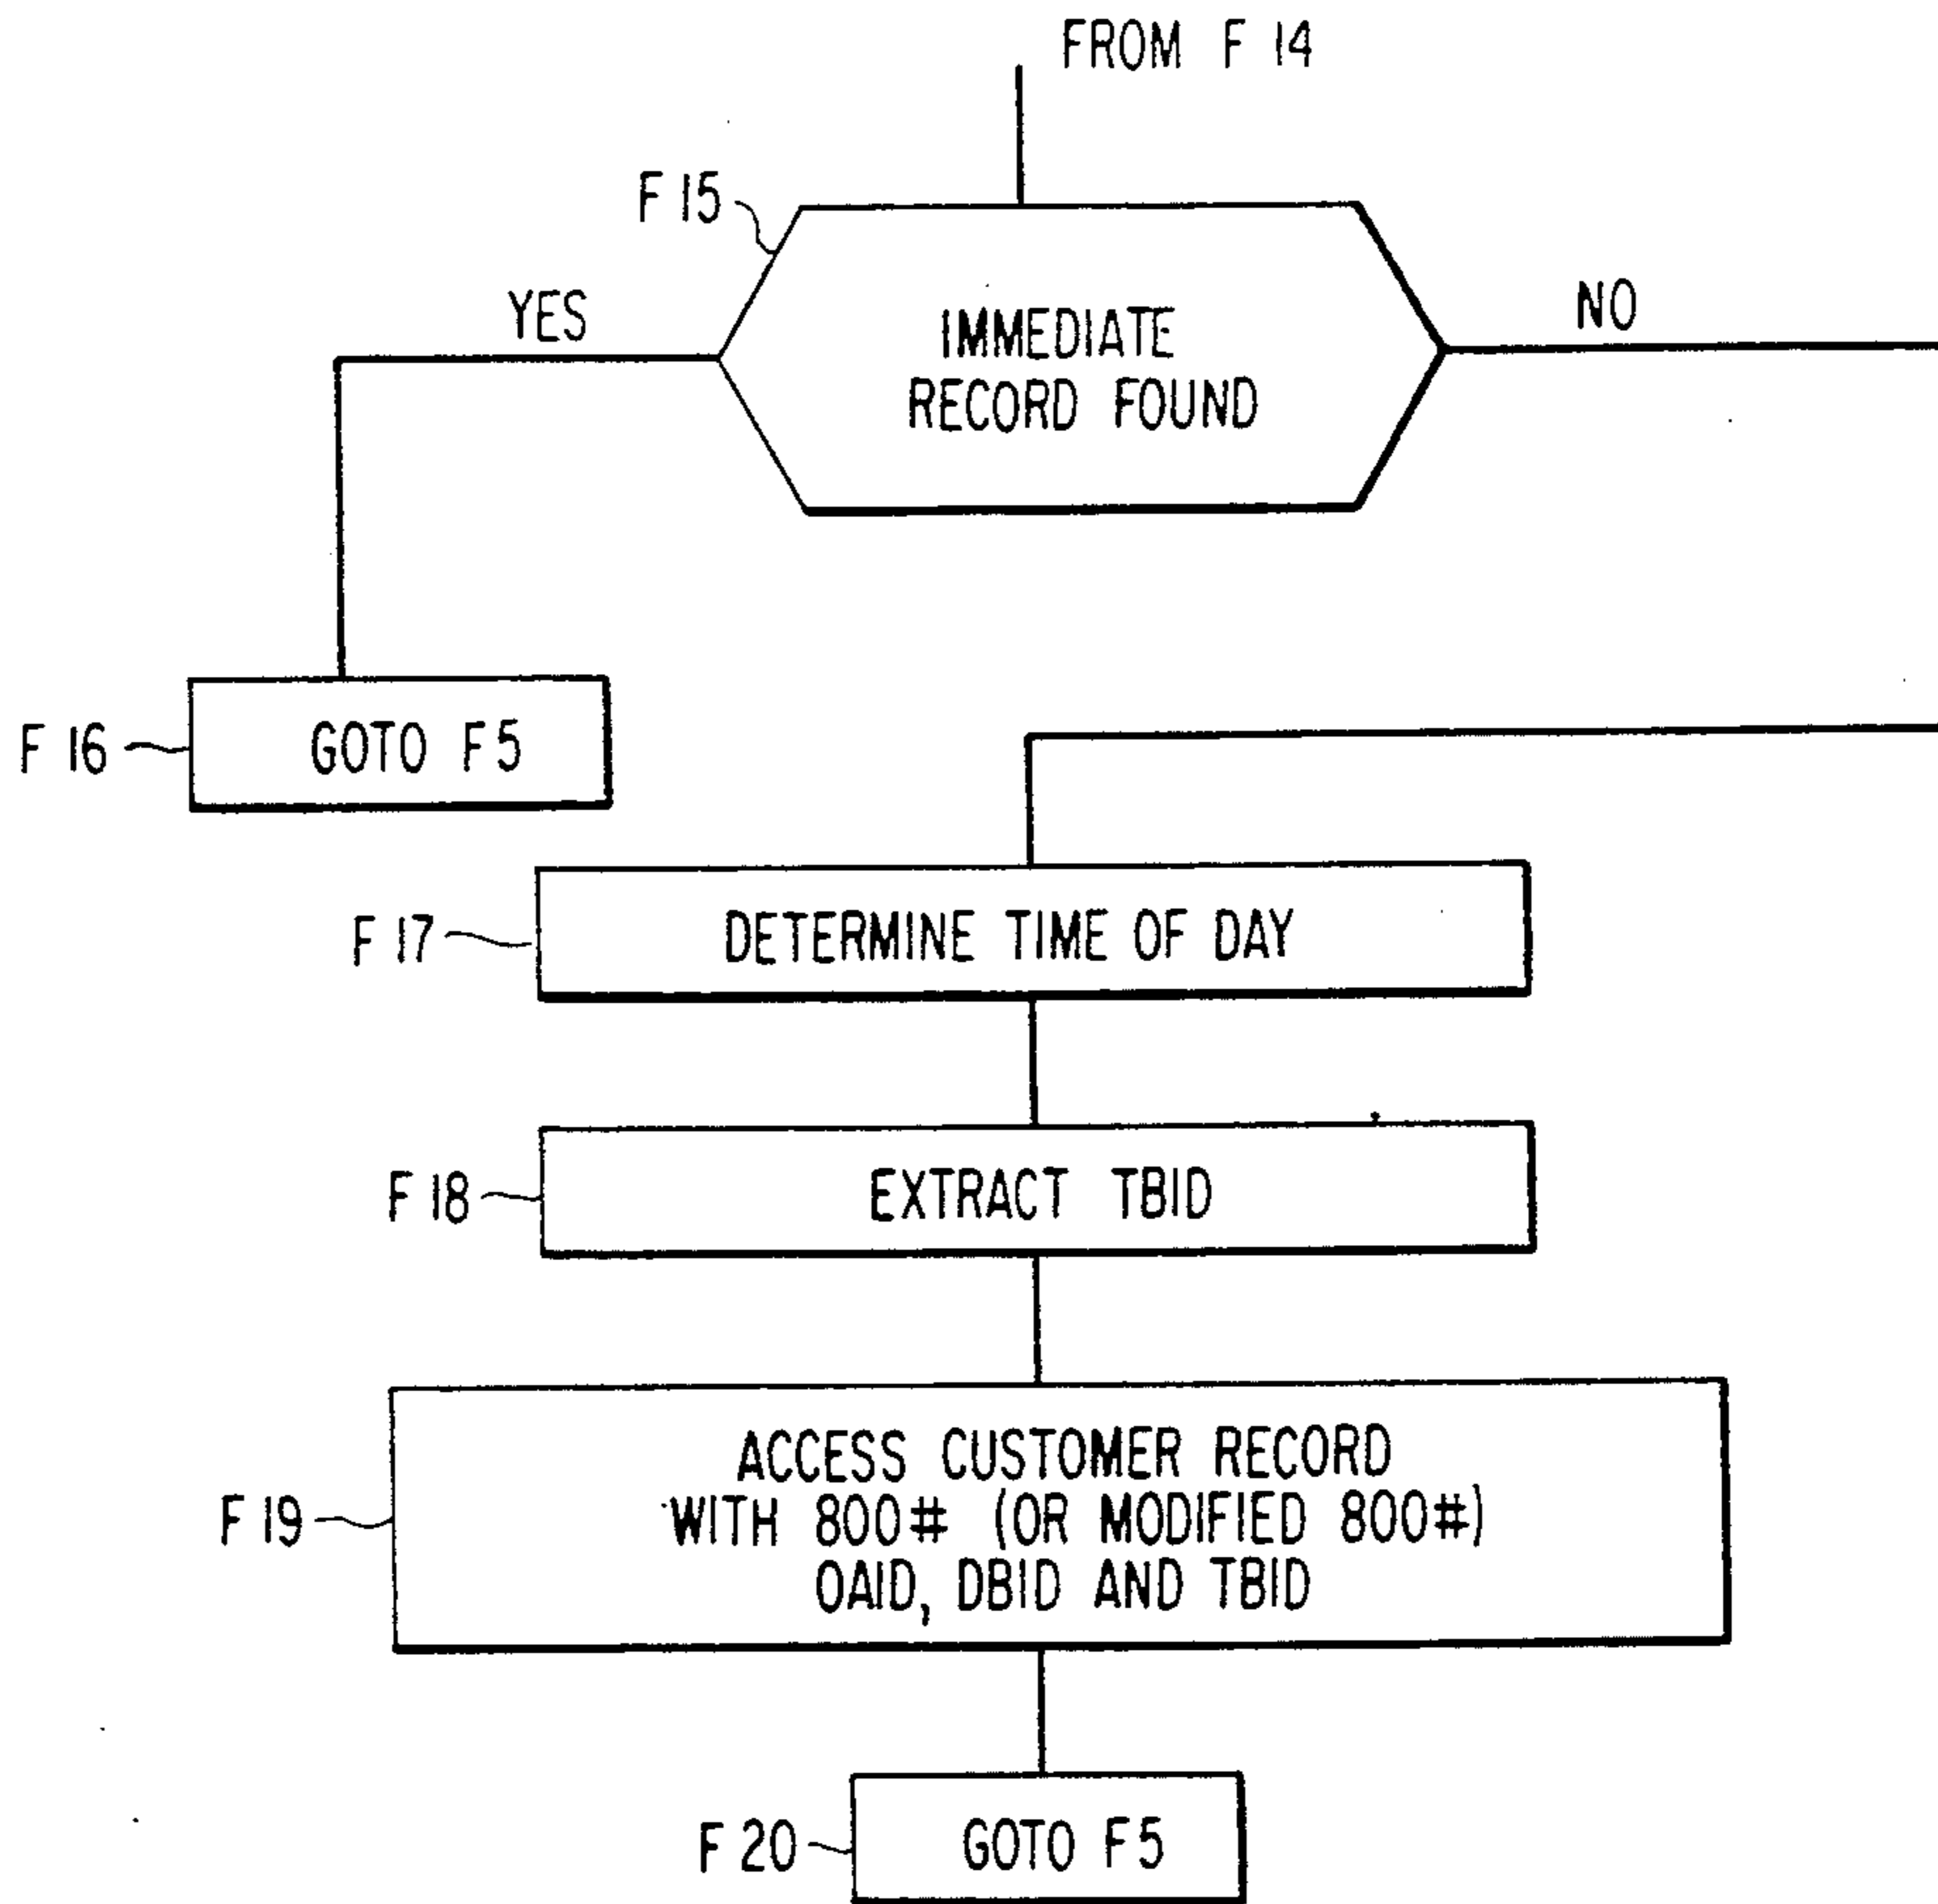 FROM F 14
F 15
YES
IMMEDIATE
RECORD FOUND
NO
F 16
GOTO F5
F 17
DETERMINE TIME OF DAY
F 18
EXTRACT TBID
F 19
ACCESS CUSTOMER RECORD
WITH 800# (OR MODIFIED 800#)
OAID, DBID AND TBID
F 20
GOTO F5